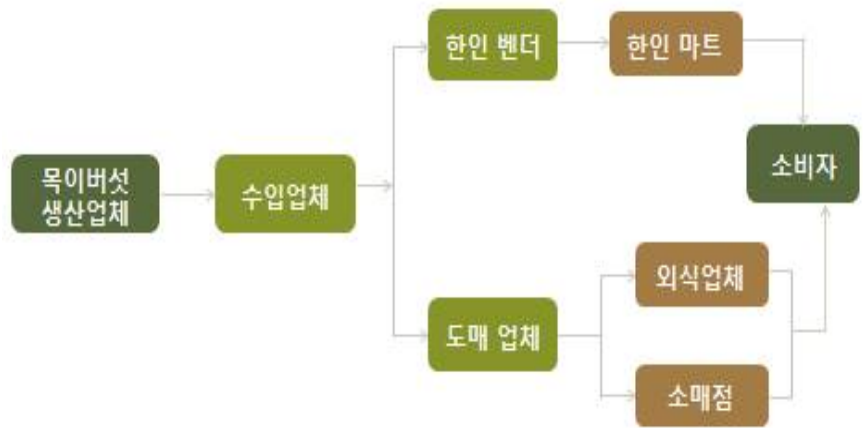 한인 벤더
한인 마트
소비자
목이버섯
생산업체
수입업체
외식업체
도매 업체
소매점